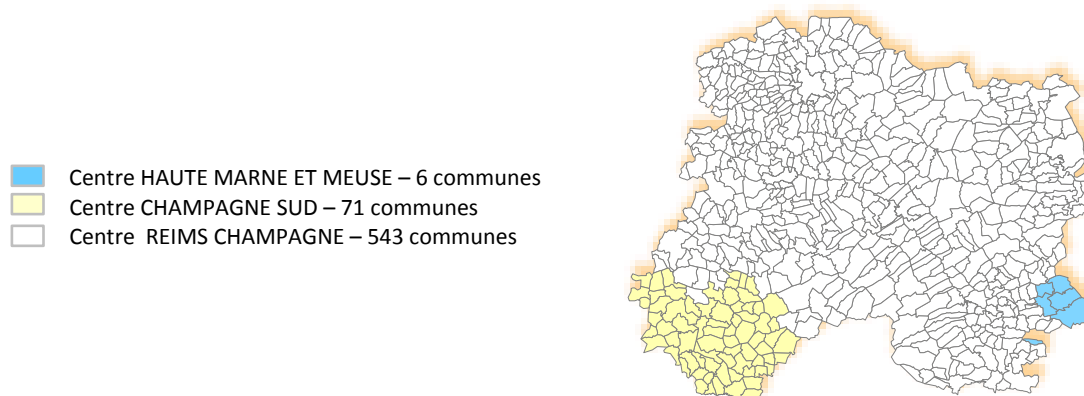 Centre HAUTE MARNE ET MEUSE – 6 communes
Centre CHAMPAGNE SUD – 71 communes
Centre REIMS CHAMPAGNE – 543 communes